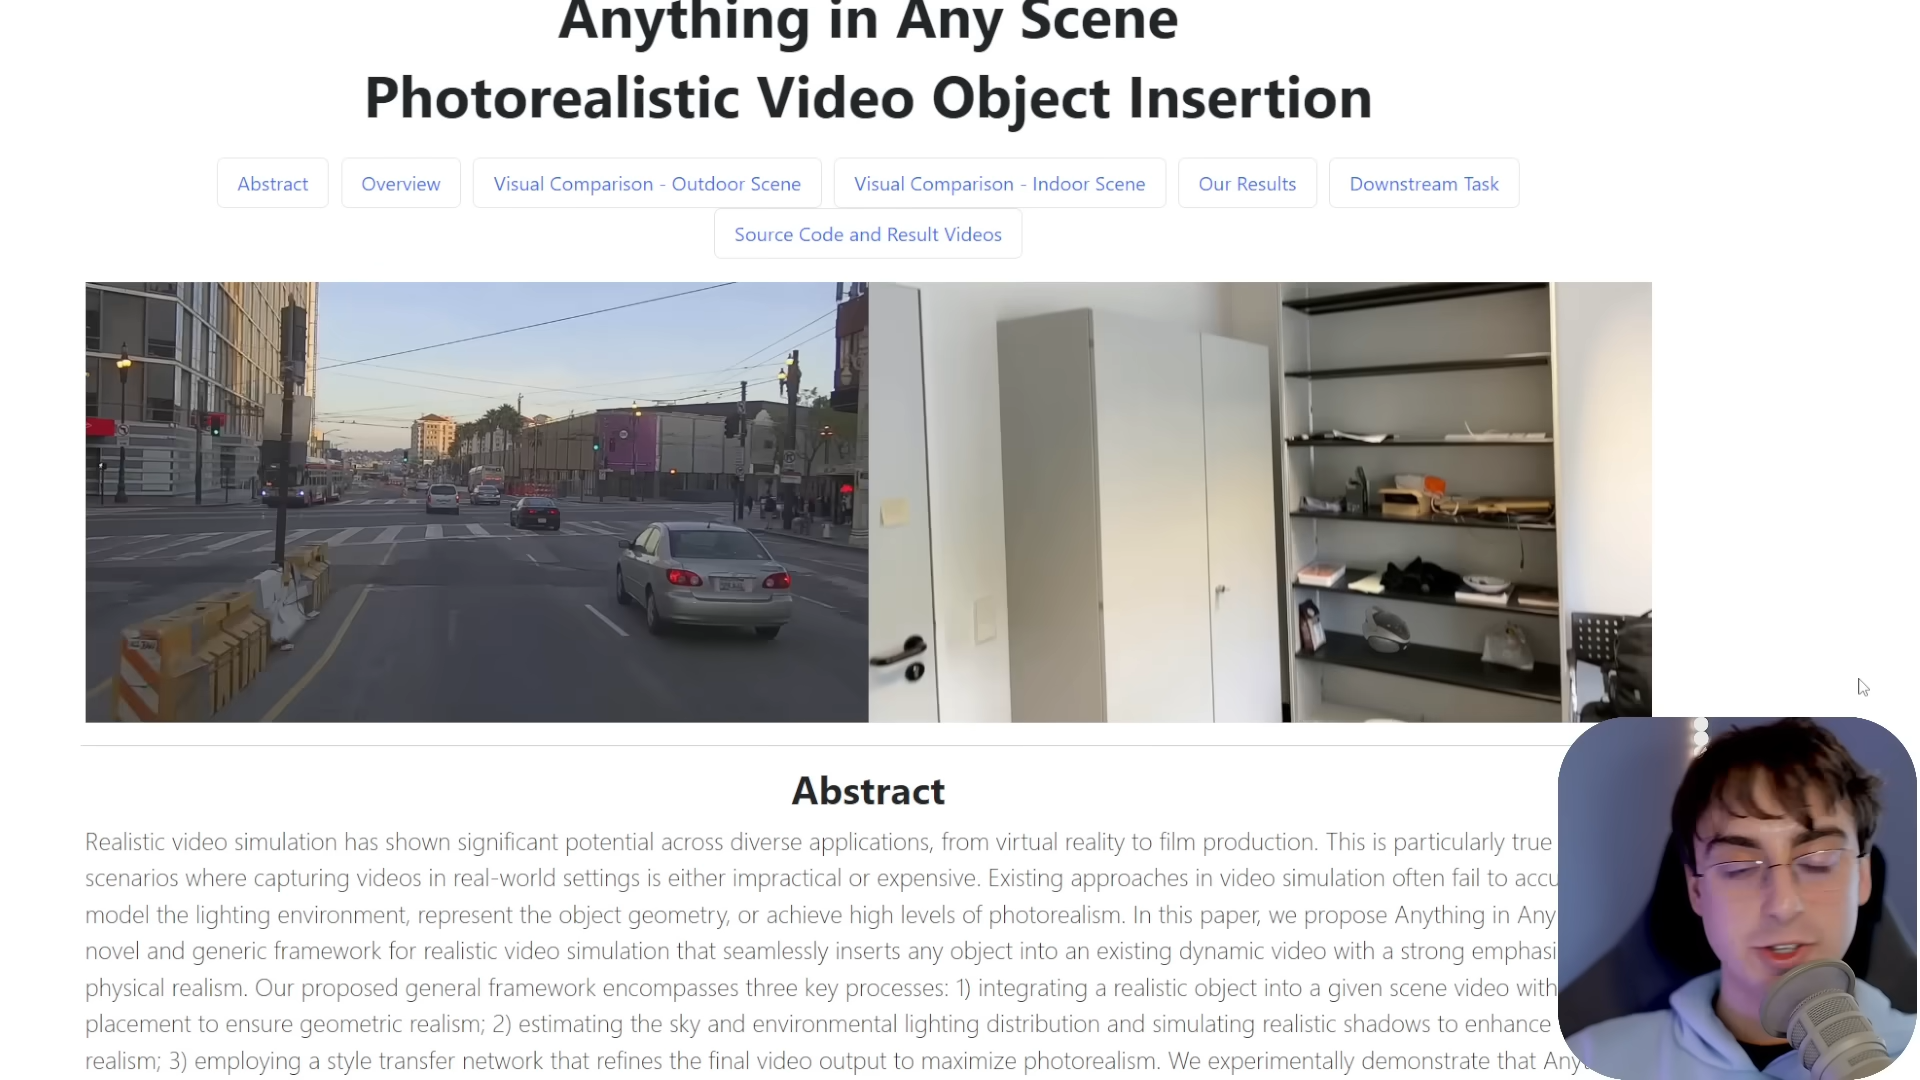 Anything in Any Scene
Photorealistic Video Object Insertion
Abstract
Overview
Visual Comparison - Outdoor Scene
Visual Comparison - Indoor Scene
Our Results
Downstream Task
Source Code and Result Videos
Abstract
Realistic video simulation has shown significant potential across diverse applications, from virtual reality to film production. This is particularly true
scenarios where capturing videos in real-world settings is either impractical or expensive. Existing approaches in video simulation often fail to accu
model the lighting environment, represent the object geometry, or achieve high levels of photorealism. In this paper, we propose Anything in Any
novel and generic framework for realistic video simulation that seamlessly inserts any object into an existing dynamic video with a strong emphasi
physical realism. Our proposed general framework encompasses three key processes: 1) integrating a realistic object into a given scene video with
placement to ensure geometric realism; 2) estimating the sky and environmental lighting distribution and simulating realistic shadows to enhance
realism; 3) employing a style transfer network that refines the final video output to maximize photorealism. We experimentally demonstrate that Any